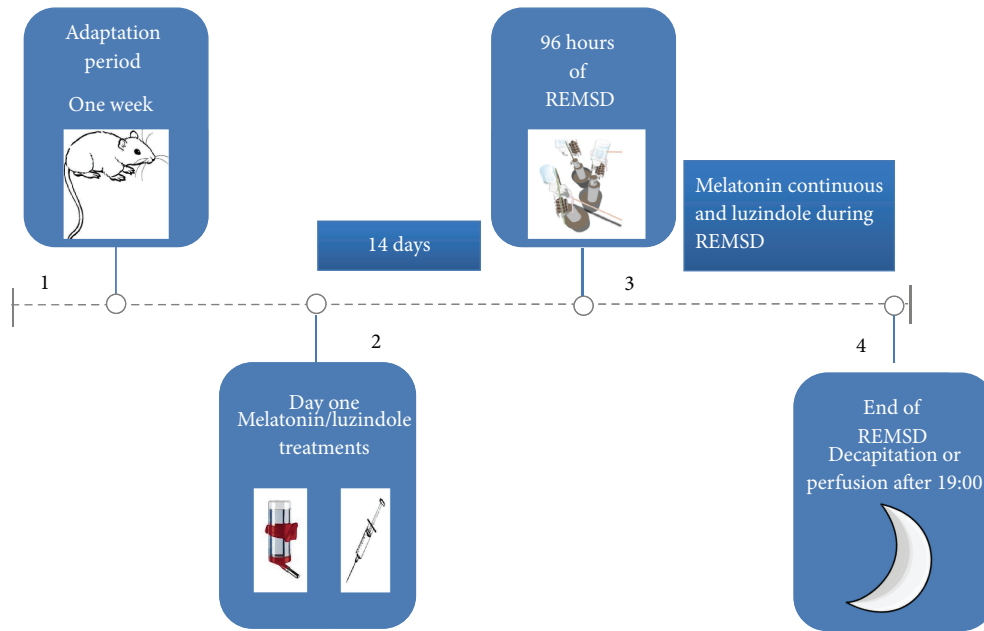 Adaptation
period
One week
1
14 days
2
Day one
Melatonin/luzindole
treatments
96 hours
of
REMSD
3
Melatonin continuous
and luzindole during
REMSD
4
End of
REMSD
Decapitation or
perfusion after 19:00